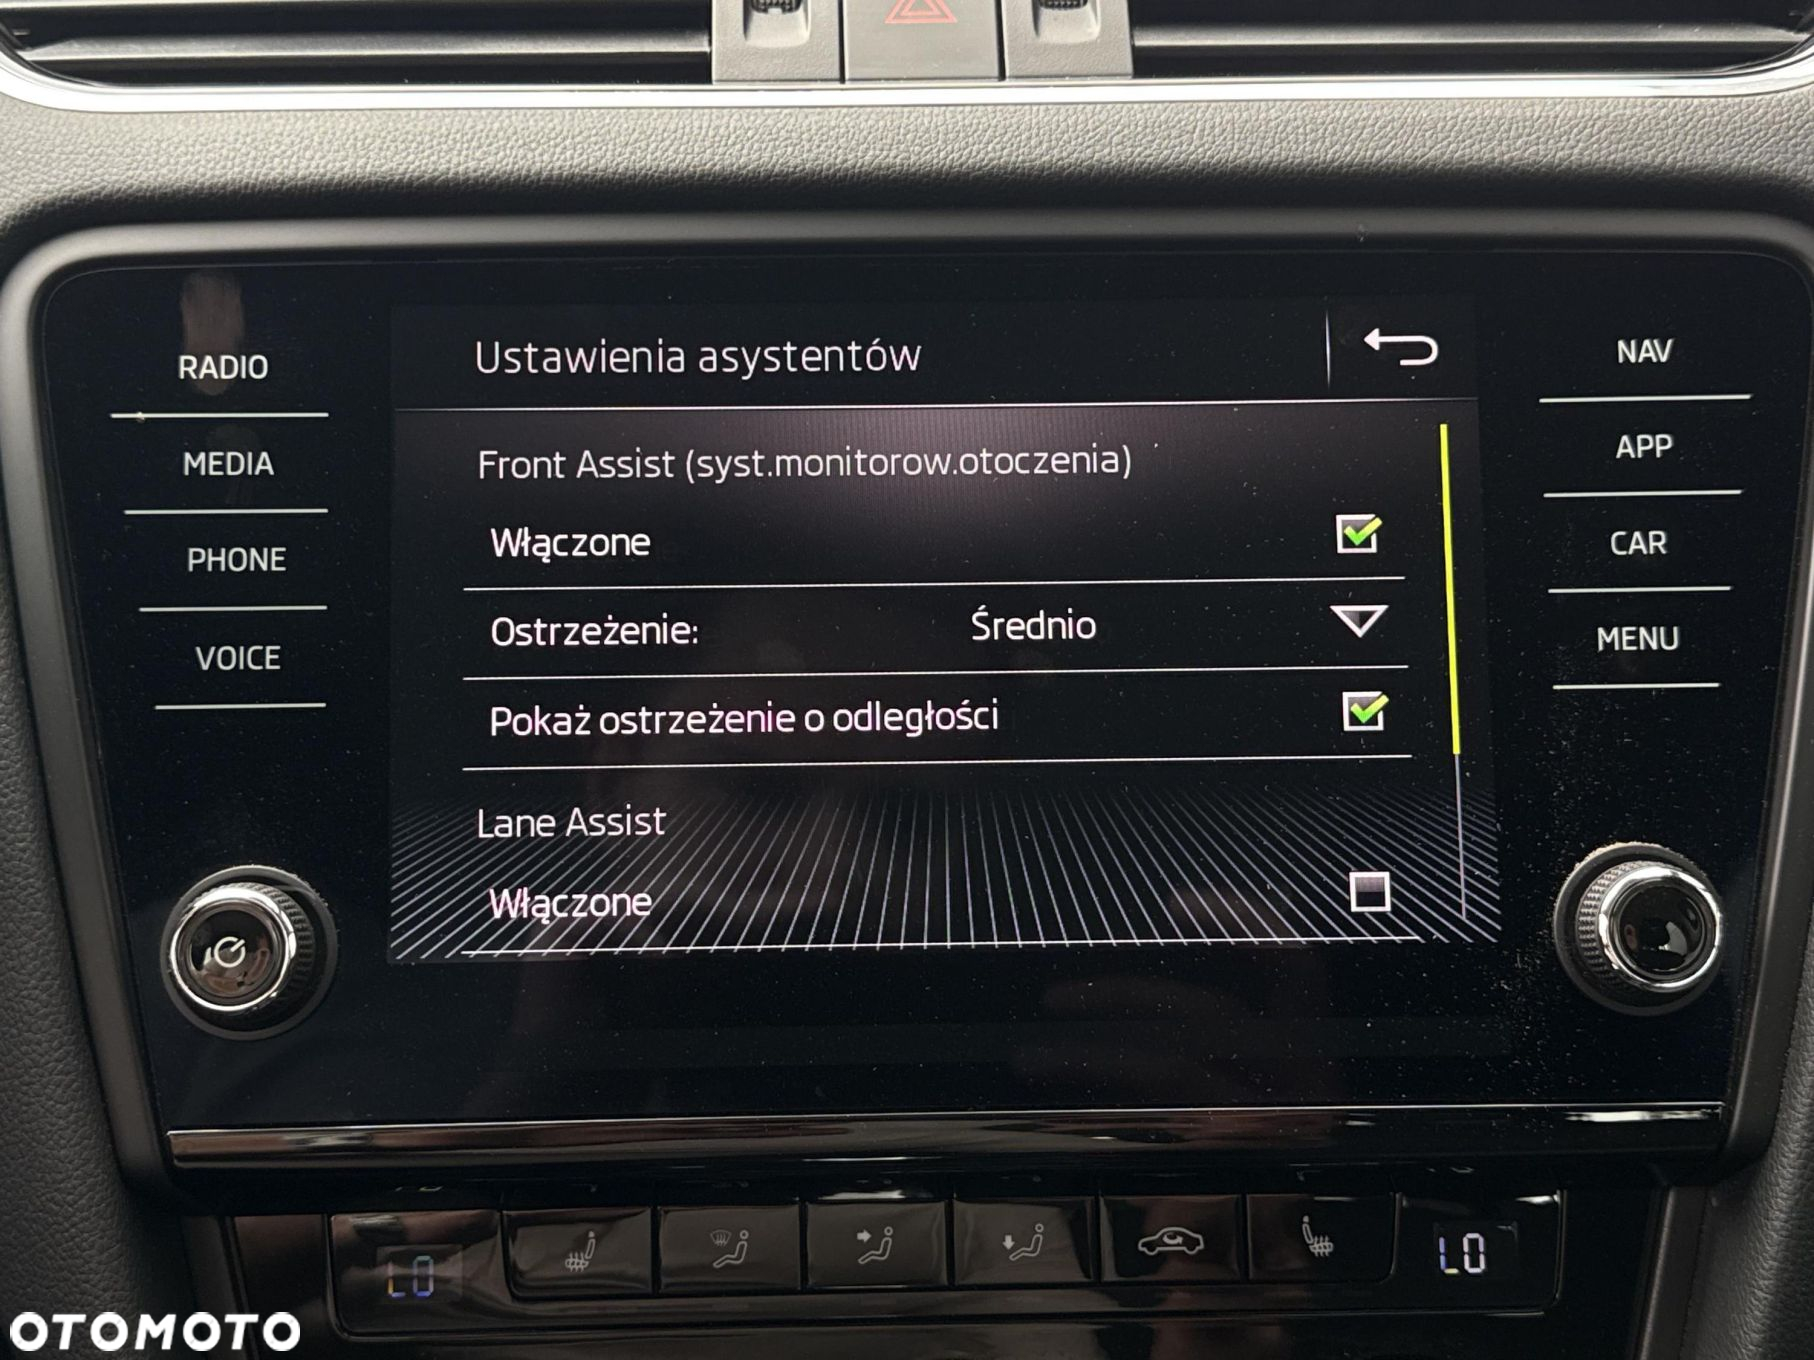 RADIO
MEDIA
PHONE
VOICE
Ustawienia asystentów
Front Assist (syst.monitorow.otoczenia)
Włączone
Ostrzeżenie: Średnio
Pokaż ostrzeżenie o odległości
Lane Assist
Włączone
NAV
APP
CAR
MENU
LO LO
OTOMOTO